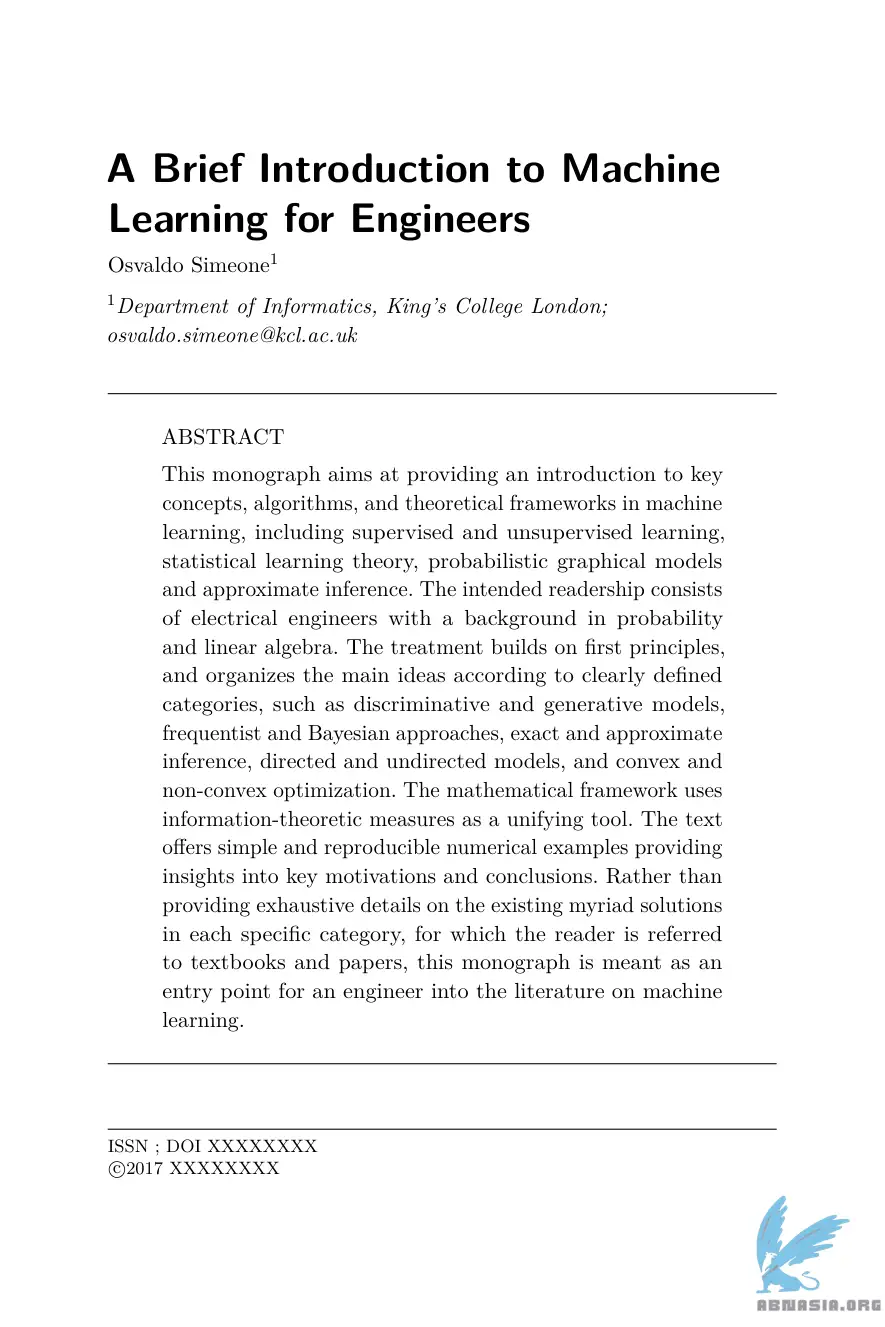 A Brief Introduction to Machine
Learning for Engineers
Osvaldo Simeone¹
¹Department of Informatics, King's College London;
osvaldo.simeone@kcl.ac.uk
ABSTRACT
This monograph aims at providing an introduction to key
concepts, algorithms, and theoretical frameworks in machine
learning, including supervised and unsupervised learning,
statistical learning theory, probabilistic graphical models
and approximate inference. The intended readership consists
of electrical engineers with a background in probability
and linear algebra. The treatment builds on first principles,
and organizes the main ideas according to clearly defined
categories, such as discriminative and generative models,
frequentist and Bayesian approaches, exact and approximate
inference, directed and undirected models, and convex and
non-convex optimization. The mathematical framework uses
information-theoretic measures as a unifying tool. The text
offers simple and reproducible numerical examples providing
insights into key motivations and conclusions. Rather than
providing exhaustive details on the existing myriad solutions
in each specific category, for which the reader is referred
to textbooks and papers, this monograph is meant as an
entry point for an engineer into the literature on machine
learning.
ISSN ; DOI XXXXXXXX
©2017 XXXXXXXX
ABNASIA.ORG